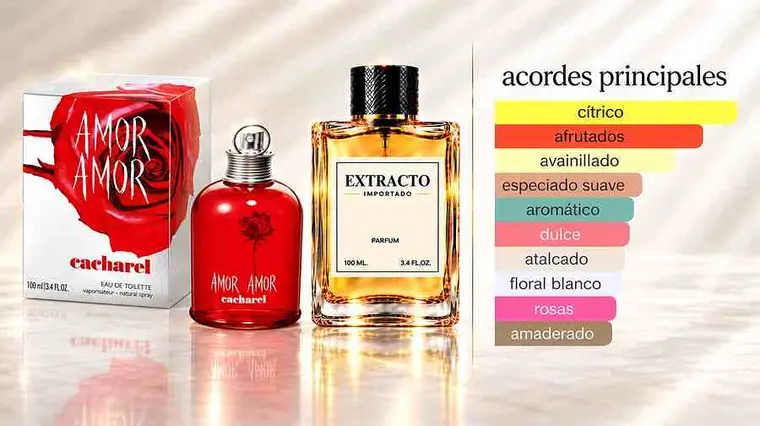 AMOR
AMOR
cacharel
100 ml|3.4 FL.OZ.
EAU DE TOILETTE
vaporisateur - natural spray
AMOR AMOR
cacharel
EXTRACTO
IMPORTADO
PARFUM
100 ML.
3.4 FL.OZ.
acordes principales
cítrico
afrutados
avainillado
especiado suave
aromático
dulce
atalcado
floral blanco
rosas
amaderado